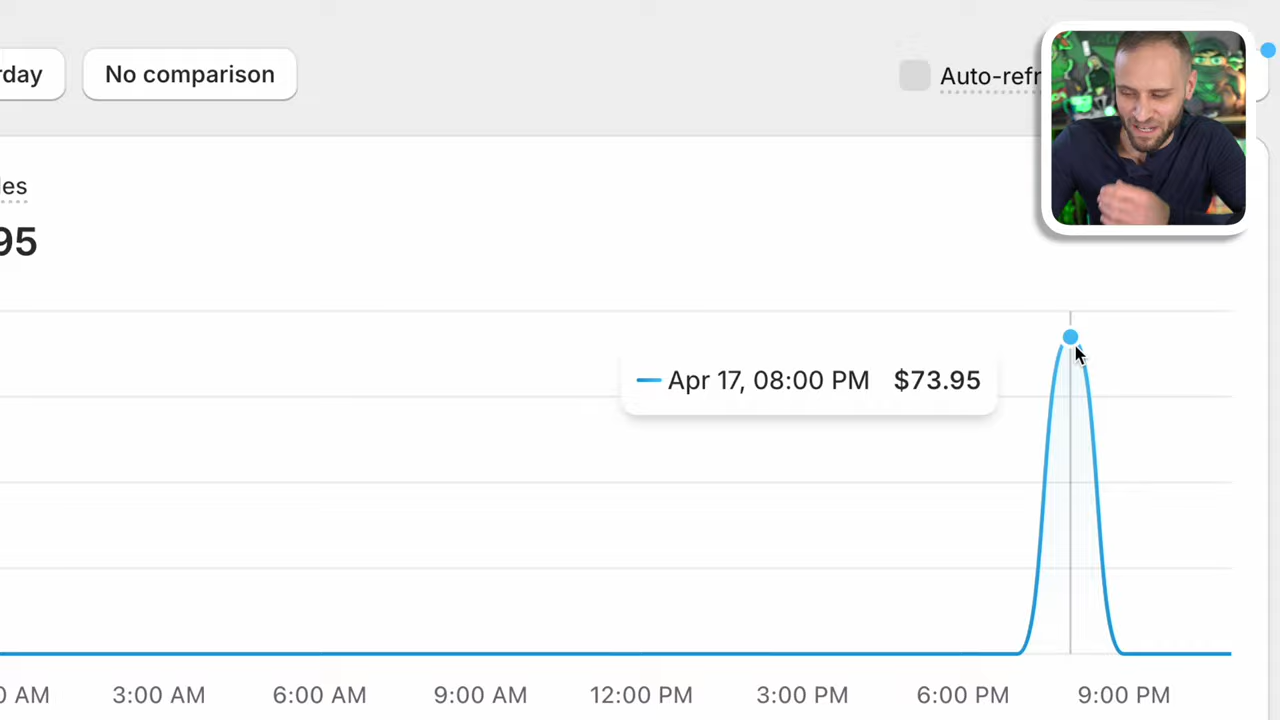 rday
No comparison
Auto-refr
les
95
Apr 17, 08:00 PM $73.95
0 AM
3:00 AM
6:00 AM
9:00 AM
12:00 PM
3:00 PM
6:00 PM
9:00 PM